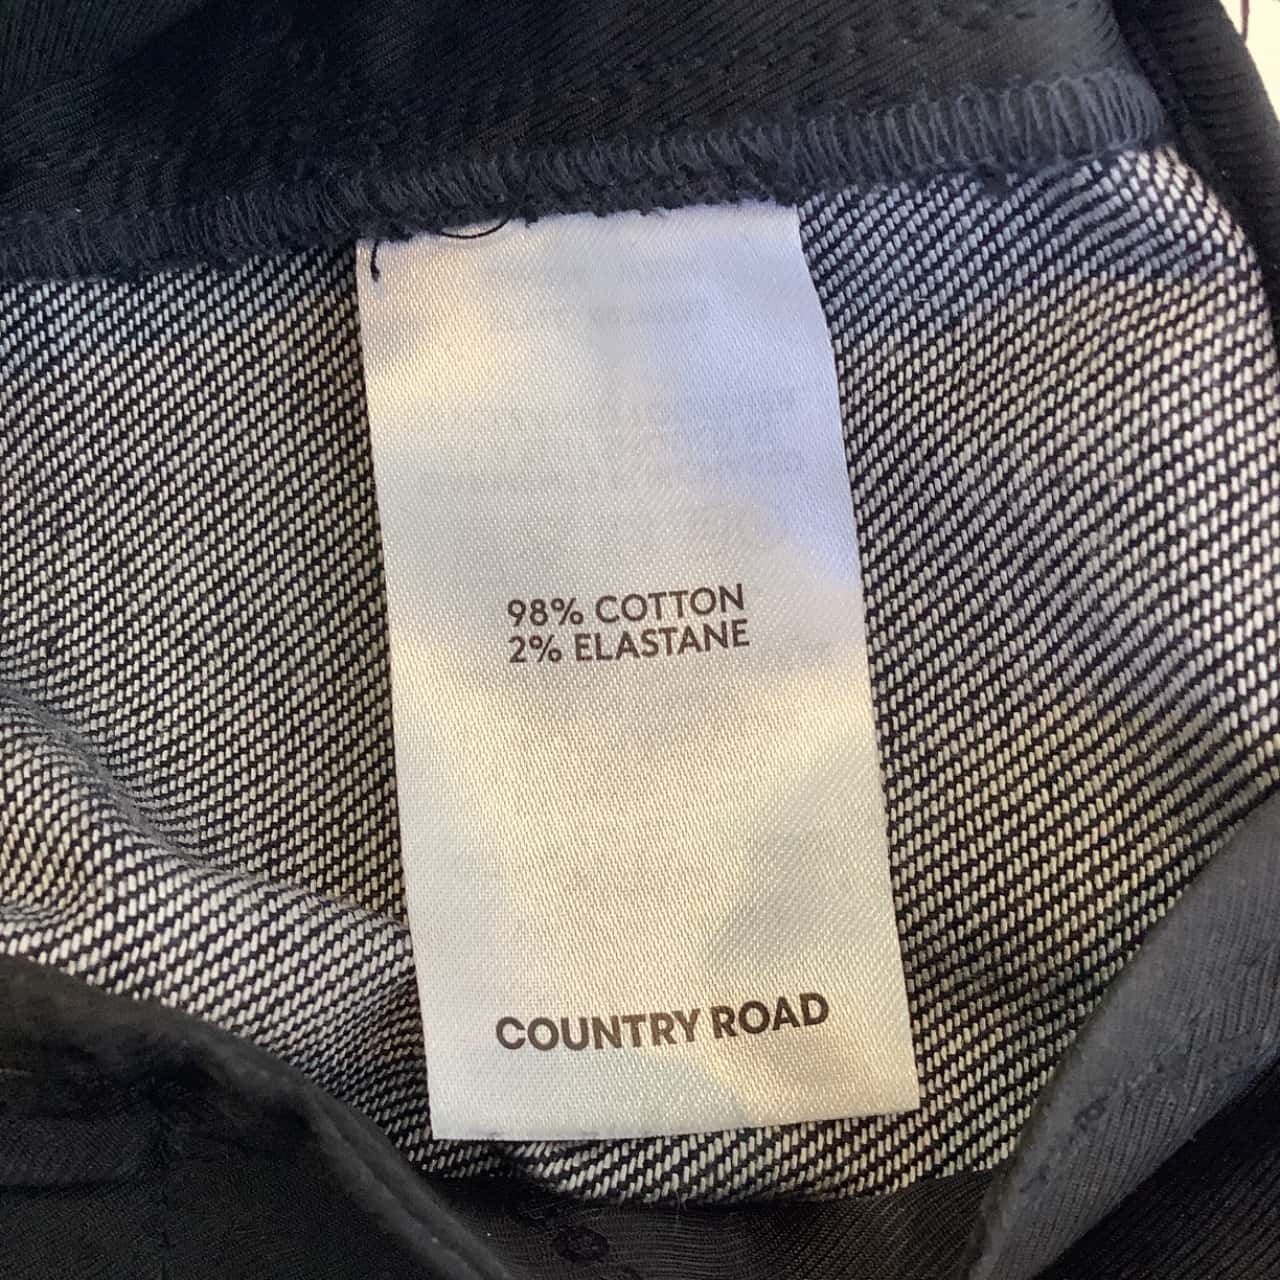 98% COTTON
2% ELASTANE
COUNTRY ROAD